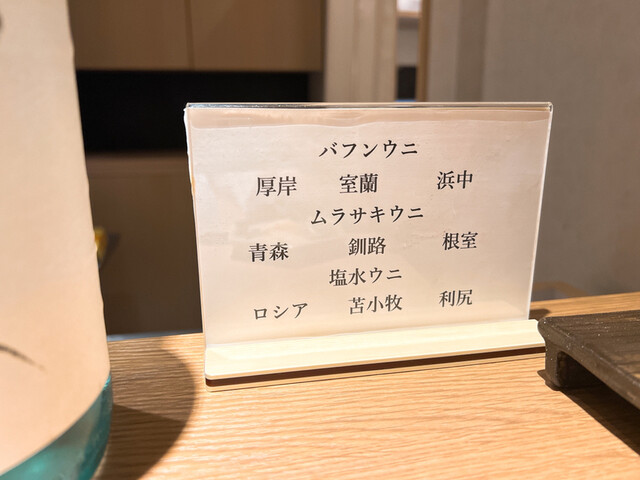 バフンウニ
厚岸 室蘭 浜中
ムラサキウニ
青森 釧路 根室
塩水ウニ
ロシア 苫小牧 利尻